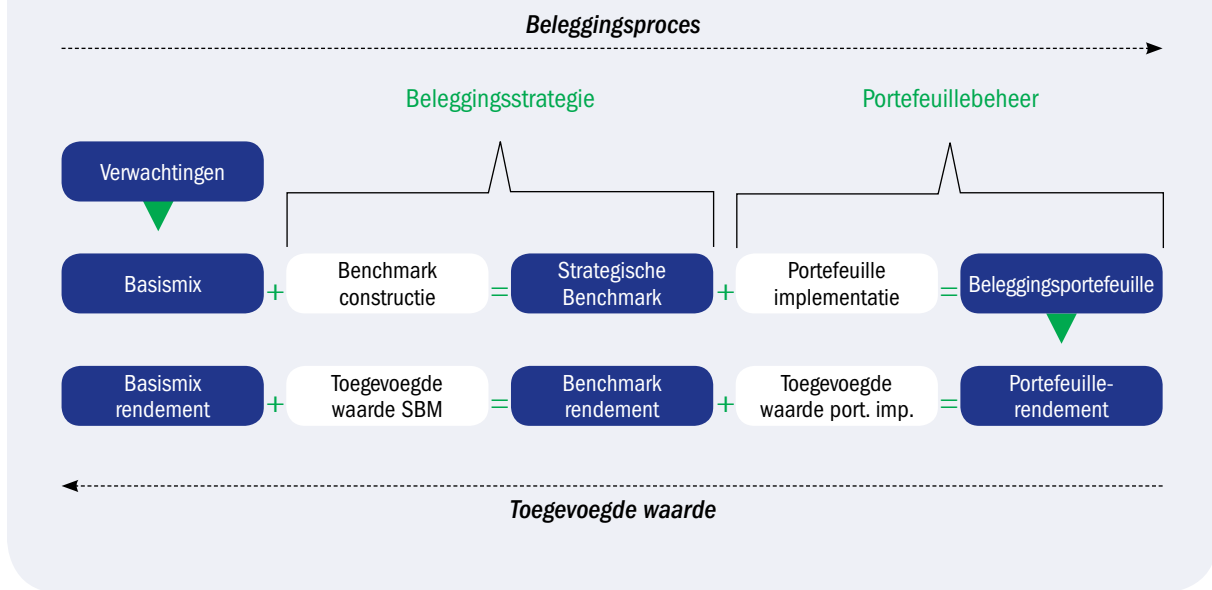 Beleggingsproces
Beleggingsstrategie
Portefeuillebeheer
Verwachtingen
Basismix
+
Benchmark
constructie
=
Strategische
Benchmark
+
Portefeuille
implementatie
=
Beleggingsportefeuille
Basismix
rendement
+
Toegevoegde
waarde SBM
=
Benchmark
rendement
+
Toegevoegde
waarde port. imp.
=
Portefeuille-
rendement
Toegevoegde waarde